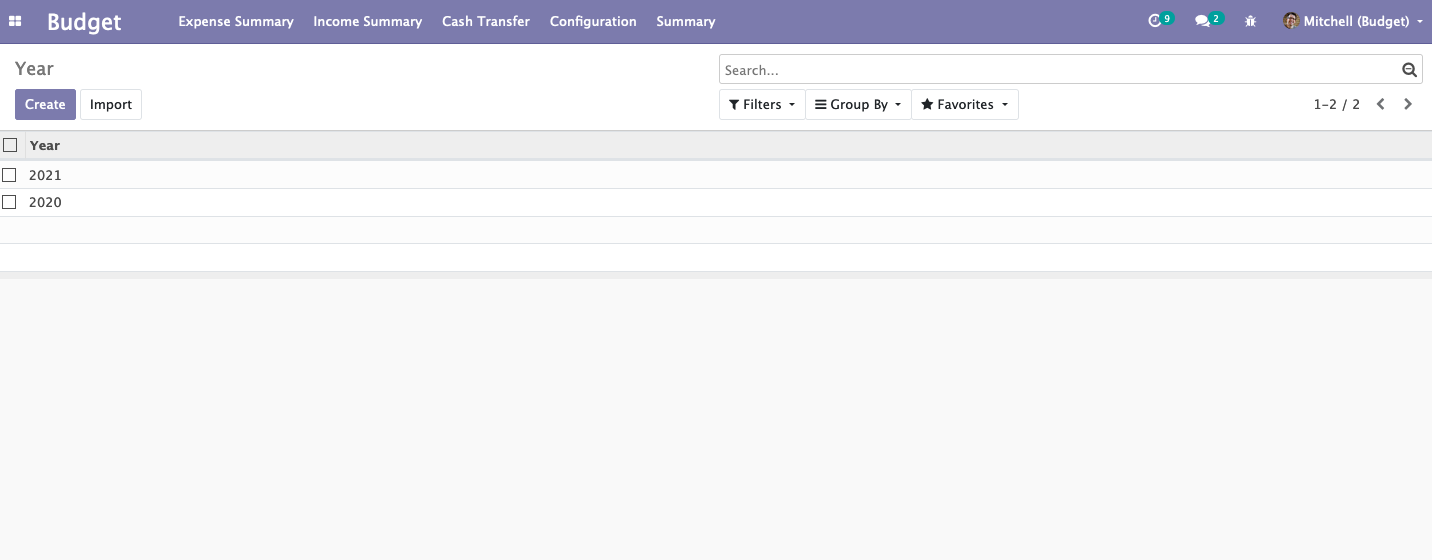 Budget Expense Summary Income Summary Cash Transfer Configuration Summary 9 2 Mitchell (Budget)
Year
Search...
Create Import Filters Group By Favorites 1-2 / 2
Year
2021
2020